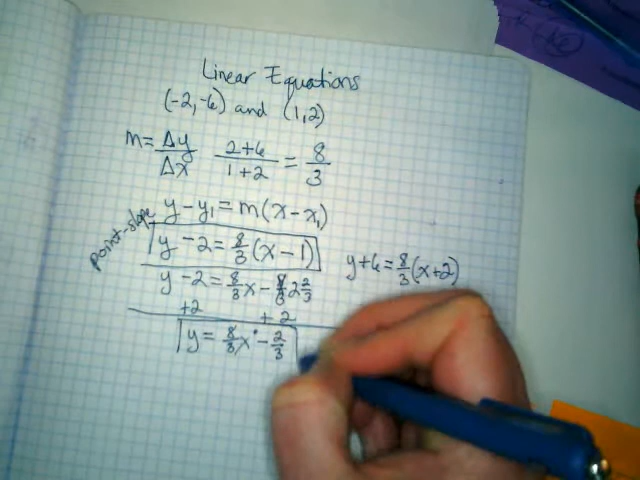 Linear Equations
(-2,-6) and (1,2)
m = Δy/Δx (2+6)/(1+2) = 8/3
y - y₁ = m(x - x₁)
point-slope
y - 2 = 8/3(x - 1)
y + 6 = 8/3(x+2)
y - 2 = 8/3x - 2 2/3
+2 +2
y = 8/3x - 2/3